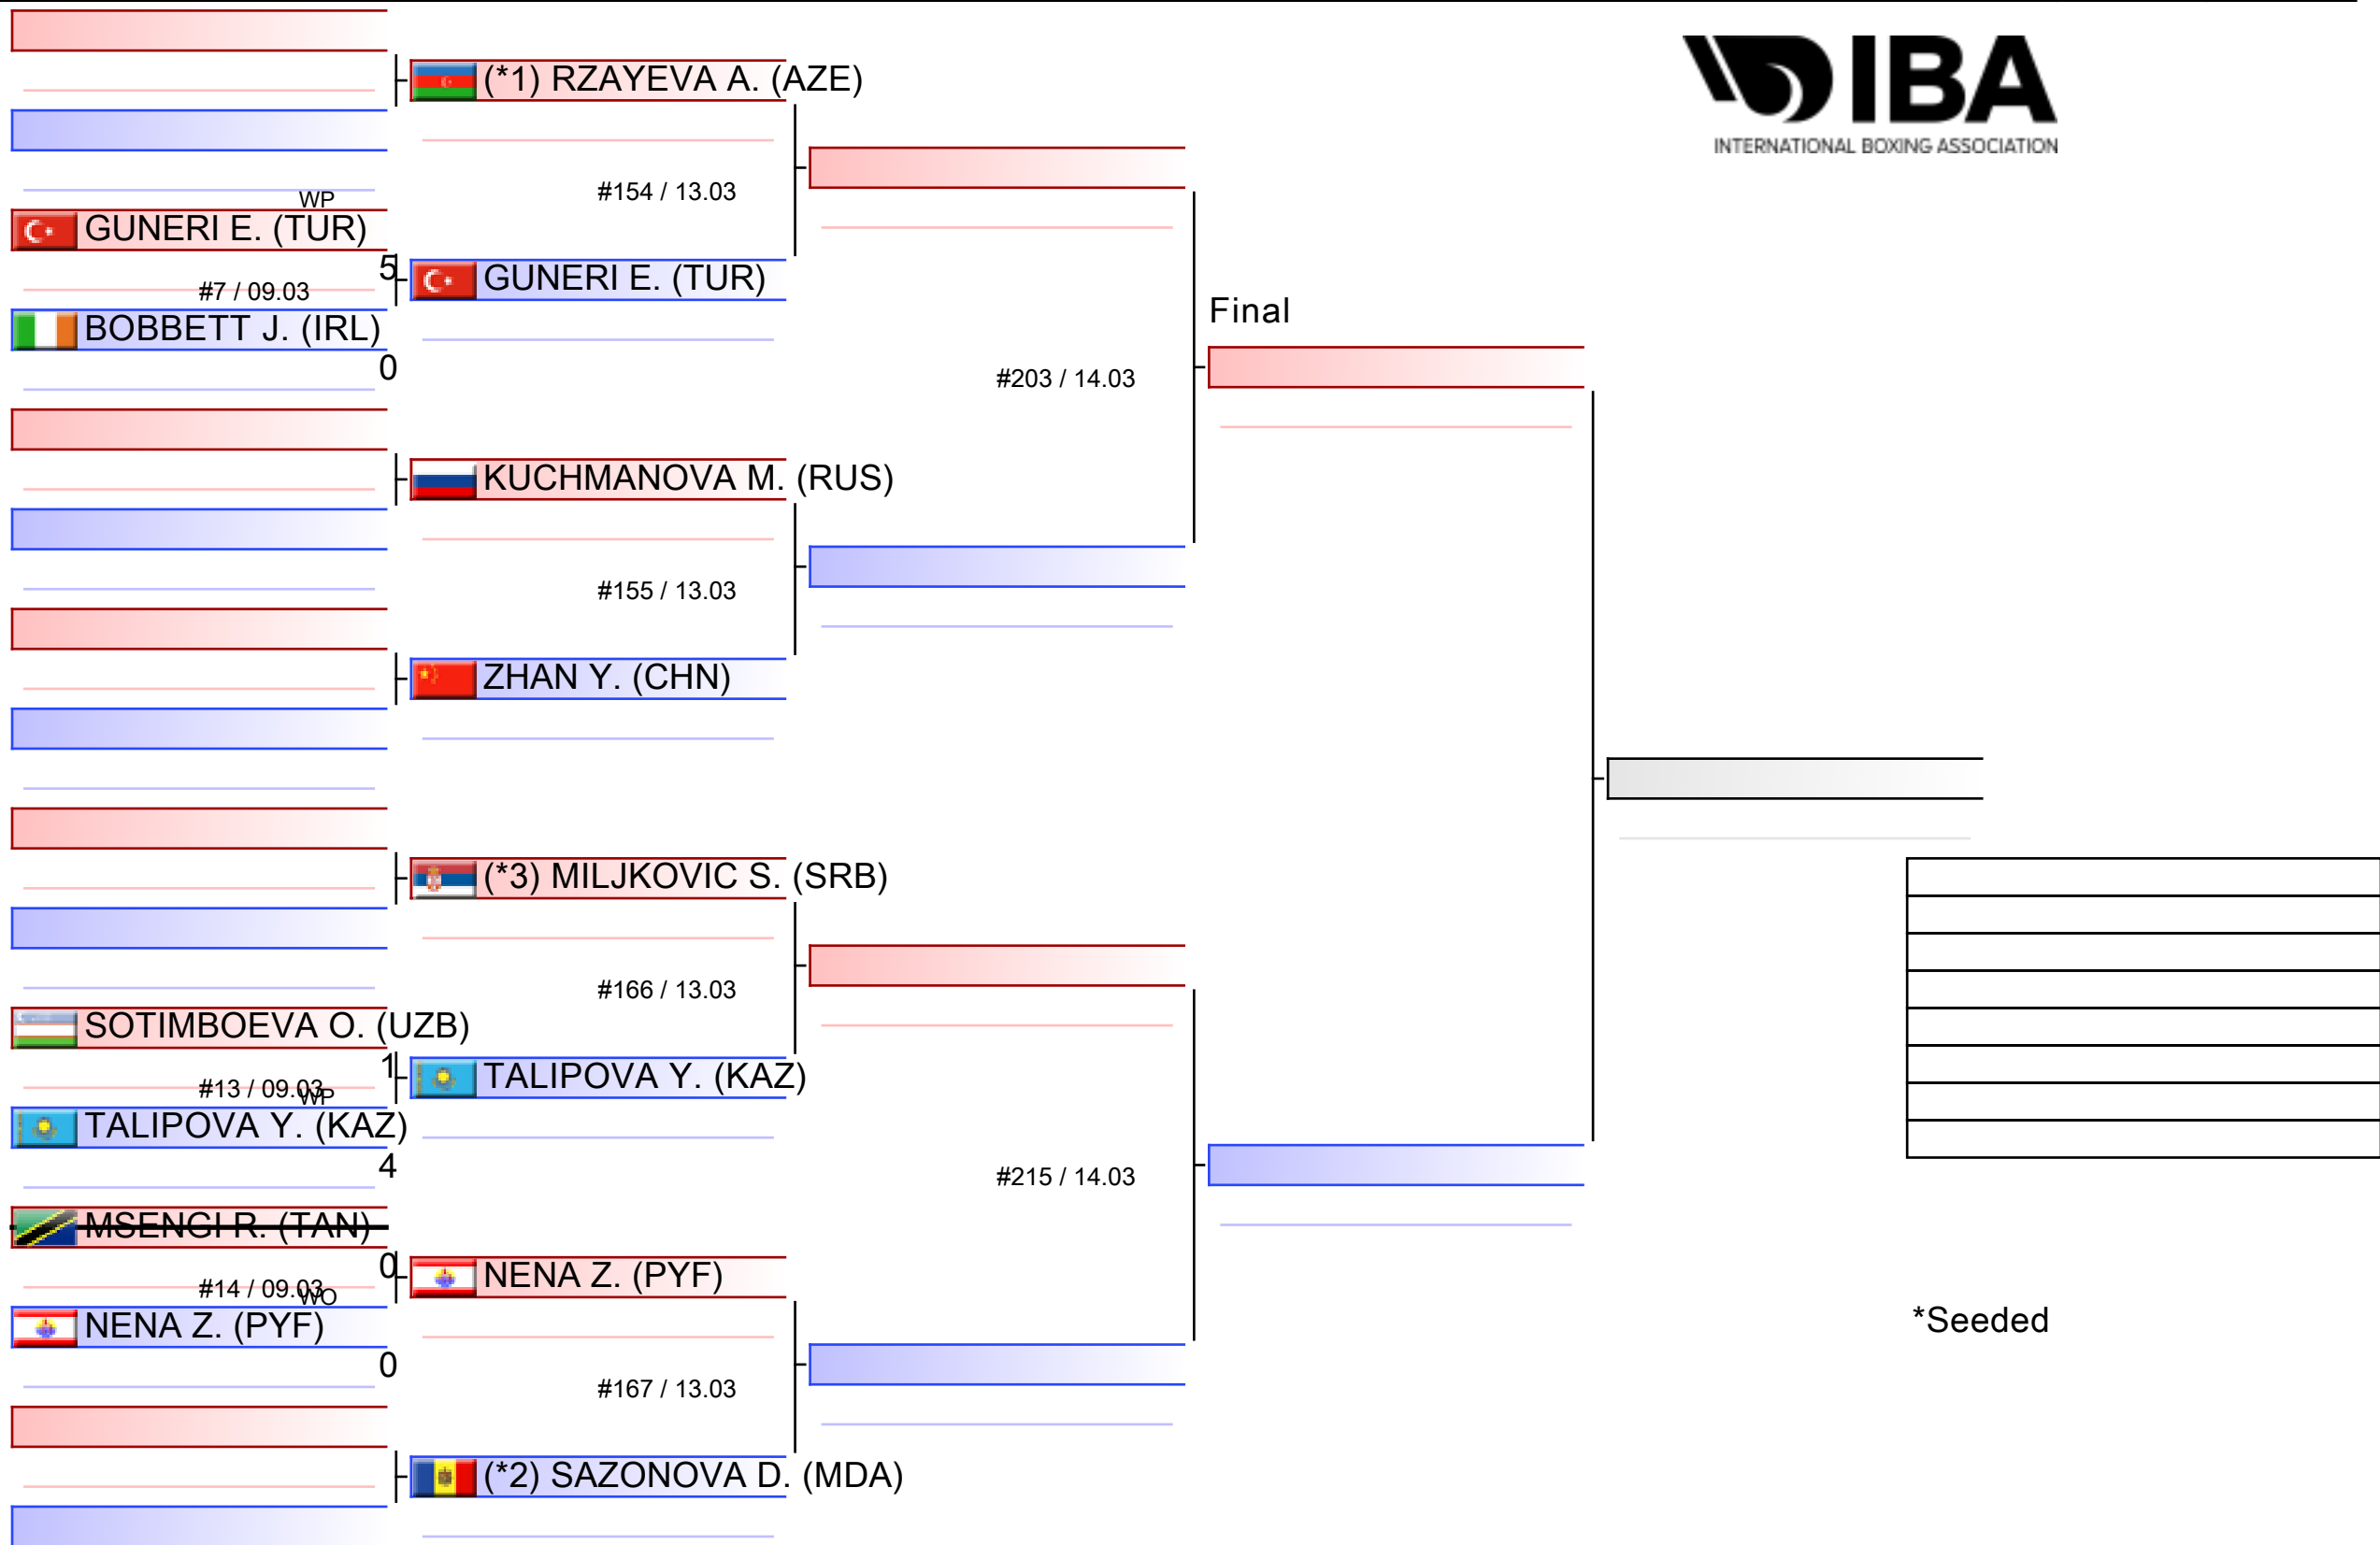 IBA
INTERNATIONAL BOXING ASSOCIATION
(*1) RZAYEVA A. (AZE)
#154 / 13.03
WP
GUNERI E. (TUR)
5
#7 / 09.03
GUNERI E. (TUR)
BOBBETT J. (IRL)
0
Final
#203 / 14.03
KUCHMANOVA M. (RUS)
#155 / 13.03
ZHAN Y. (CHN)
(*3) MILJKOVIC S. (SRB)
#166 / 13.03
SOTIMBOEVA O. (UZB)
1
#13 / 09.03
WP
TALIPOVA Y. (KAZ)
TALIPOVA Y. (KAZ)
4
#215 / 14.03
MSENGI R. (TAN)
0
#14 / 09.03
WO
NENA Z. (PYF)
NENA Z. (PYF)
0
#167 / 13.03
(*2) SAZONOVA D. (MDA)
*Seeded